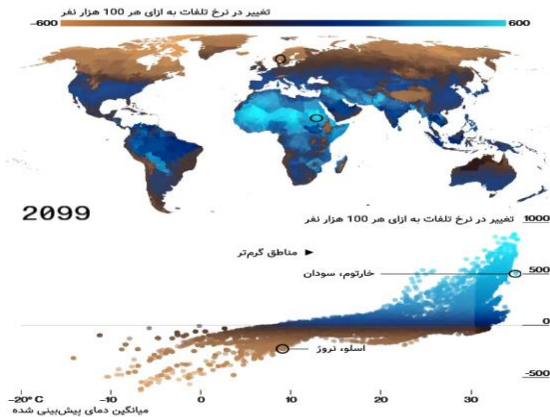 تغییر در نرخ تلفات به ازای هر 100 هزار نفر
-600 600
2099
تغییر در نرخ تلفات به ازای هر 100 هزار نفر 1000
مناطق گرم‌تر ►
خارتوم، سودان 500
0
اسلو، نروژ
-500
-20°C -10 0 10 20 30
میانگین دمای پیش‌بینی شده